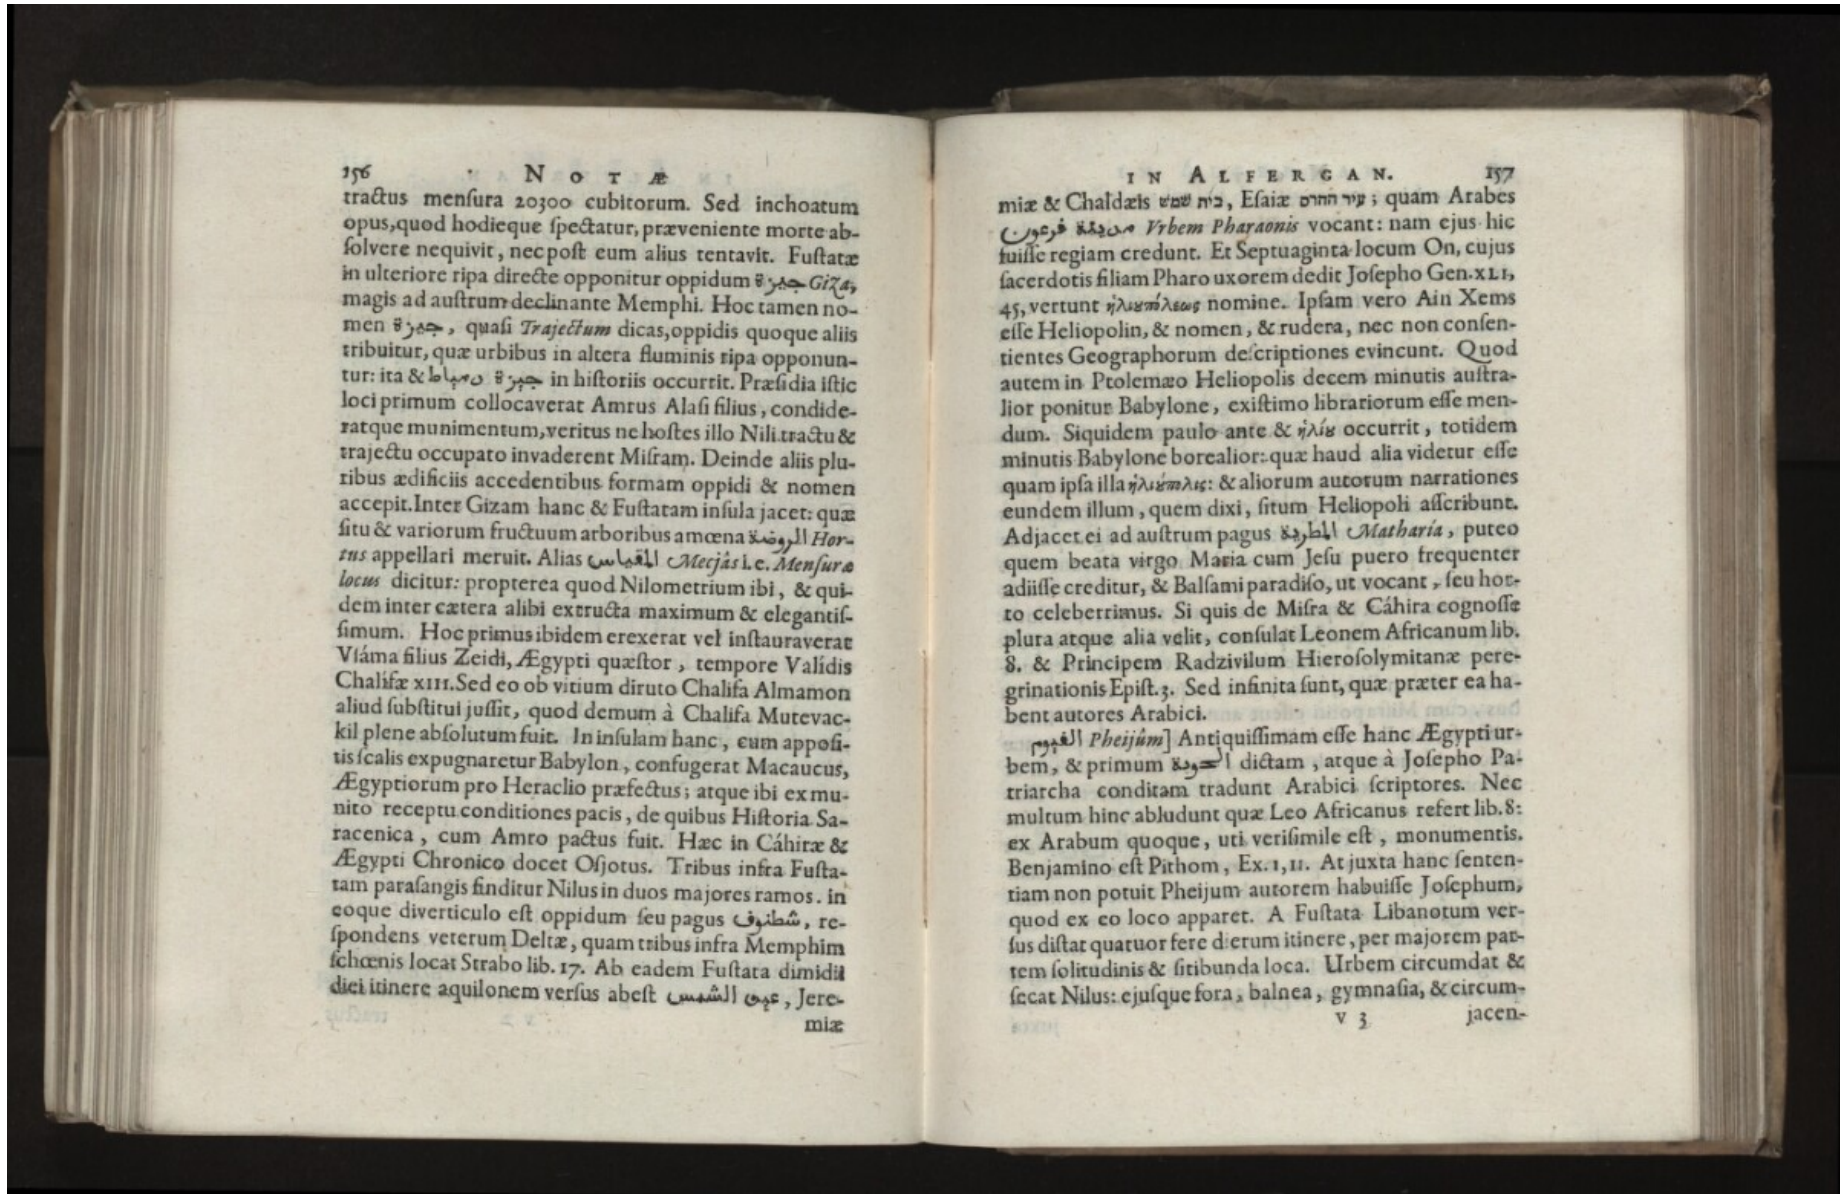 156 NOTÆ
tractus menſura 20300 cubitorum. Sed inchoatum
opus,quod hodieque ſpectatur, præveniente morte ab-
ſolvere nequivit, nec poſt eum alius tentavit. Fuſtatæ
in ulteriore ripa directe opponitur oppidum جيزة Giza,
magis ad auſtrum declinante Memphi. Hoc tamen no-
men جيزة, quaſi Trajectum dicas, oppidis quoque aliis
tribuitur, quæ urbibus in altera fluminis ripa opponun-
tur: ita & جيزة دمياط in hiſtoriis occurrit. Præſidia iſtic
loci primum collocaverat Amrus Alaſi filius, condide-
ratque munimentum, veritus ne hoſtes illo Nili tractu &
trajectu occupato invaderent Miſram. Deinde aliis plu-
ribus ædificiis accedentibus formam oppidi & nomen
accepit. Inter Gizam hanc & Fuſtatam inſula jacet: quæ
ſitu & variorum fructuum arboribus amœna الروضة Hor-
tus appellari meruit. Alias المقياس Mecjâs i.e. Menſuræ
locus dicitur: propterea quod Nilometrium ibi, & qui-
dem inter cætera alibi extructa maximum & elegantiſ-
ſimum. Hoc primus ibidem erexerat vel inſtauraverat
Vſáma filius Zeidi, Ægypti quæſtor, tempore Valídis
Chalífæ XIII. Sed eo ob vitium diruto Chalifa Almamon
aliud ſubſtitui juſſit, quod demum à Chalifa Mutevac-
kil plene abſolutum fuit. In inſulam hanc, cum appoſi-
tis ſcalis expugnaretur Babylon, confugerat Macaucus,
Ægyptiorum pro Heraclio præfectus; atque ibi ex mu-
nito receptu conditiones pacis, de quibus Hiſtoria Sa-
racenica, cum Amro pactus fuit. Hæc in Cáhiræ &
Ægypti Chronico docet Oſjotus. Tribus infra Fuſta-
tam paraſangis finditur Nilus in duos majores ramos. in
eoque diverticulo eſt oppidum ſeu pagus شطنوف, re-
ſpondens veterum Deltæ, quam tribus infra Memphim
ſchœnis locat Strabo lib. 17. Ab eadem Fuſtata dimidii
diei itinere aquilonem verſus abeſt عين الشمس, Jere-
miæ
IN ALFERGAN. 157
miæ & Chaldæis בית שמש, Eſaiæ עיר החרס; quam Arabes
مدينة فرعون Vrbem Pharaonis vocant: nam ejus hic
fuiſſe regiam credunt. Et Septuaginta locum On, cujus
ſacerdotis filiam Pharo uxorem dedit Joſepho Gen. XLI,
45, vertunt ἡλιȣπόλεως nomine. Ipſam vero Ain Xems
eſſe Heliopolin, & nomen, & rudera, nec non conſen-
tientes Geographorum deſcriptiones evincunt. Quod
autem in Ptolemæo Heliopolis decem minutis auſtra-
lior ponitur Babylone, exiſtimo librariorum eſſe men-
dum. Siquidem paulo ante & ἡλίȣ occurrit, totidem
minutis Babylone borealior: quæ haud alia videtur eſſe
quam ipſa illa ἡλιȣ́πολις: & aliorum autorum narrationes
eundem illum, quem dixi, ſitum Heliopoli aſſcribunt.
Adjacet ei ad auſtrum pagus المطرية Matharía, puteo
quem beata virgo Maria cum Jeſu puero frequenter
adiiſſe creditur, & Balſami paradiſo, ut vocant, ſeu hor-
to celeberrimus. Si quis de Miſra & Cáhira cognoſſe
plura atque alia velit, conſulat Leonem Africanum lib.
8. & Principem Radzivilum Hieroſolymitanæ pere-
grinationis Epiſt. 3. Sed infinita ſunt, quæ præter ea ha-
bent autores Arabici.
الفيوم Pheijûm] Antiquiſſimam eſſe hanc Ægypti ur-
bem, & primum dictam, atque à Joſepho Pa-
triarcha conditam tradunt Arabici ſcriptores. Nec
multum hinc abludunt quæ Leo Africanus refert lib. 8:
ex Arabum quoque, uti veriſimile eſt, monumentis.
Benjamino eſt Pithom, Ex. 1, 11. At juxta hanc ſenten-
tiam non potuit Pheijum autorem habuiſſe Joſephum,
quod ex eo loco apparet. A Fuſtata Libanotum ver-
ſus diſtat quatuor fere dierum itinere, per majorem par-
tem ſolitudinis & ſitibunda loca. Urbem circumdat &
ſecat Nilus: ejuſque fora, balnea, gymnaſia, & circum-
V 3 jacen-